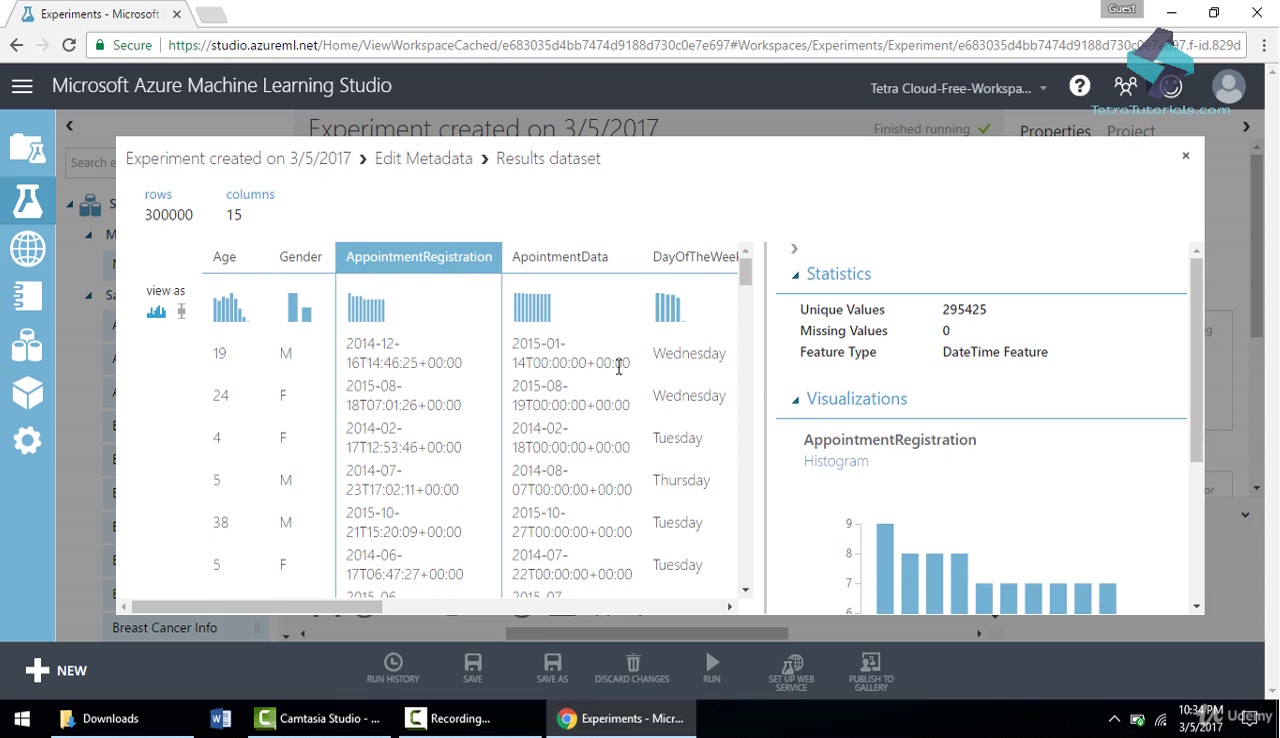 Experiments - Microsoft
Guest
Secure
https://studio.azureml.net/Home/ViewWorkspaceCached/e683035d4bb7474d9188d730c0e7e697#Workspaces/Experiments/Experiment/e683035d4bb7474d9188d730c0e7e697.f-id.829d
Microsoft Azure Machine Learning Studio
Tetra Cloud-Free-Workspa...
TetraTutorials.com
Experiment created on 3/5/2017
Finished running
Properties
Project
Search e
Experiment created on 3/5/2017 > Edit Metadata > Results dataset
rows
columns
300000
15
Age
Gender
AppointmentRegistration
ApointmentData
DayOfTheWeek
view as
19
M
2014-12-
16T14:46:25+00:00
2015-01-
14T00:00:00+00:00
Wednesday
24
F
2015-08-
18T07:01:26+00:00
2015-08-
19T00:00:00+00:00
Wednesday
4
F
2014-02-
17T12:53:46+00:00
2014-02-
18T00:00:00+00:00
Tuesday
5
M
2014-07-
23T17:02:11+00:00
2014-08-
07T00:00:00+00:00
Thursday
38
M
2015-10-
21T15:20:09+00:00
2015-10-
27T00:00:00+00:00
Tuesday
5
F
2014-06-
17T06:47:27+00:00
2014-07-
22T00:00:00+00:00
Tuesday
2015-06-
2015-07-
Statistics
Unique Values 295425
Missing Values 0
Feature Type DateTime Feature
Visualizations
AppointmentRegistration
Histogram
9
8
7
6
Breast Cancer Info
NEW
RUN HISTORY
SAVE
SAVE AS
DISCARD CHANGES
RUN
SET UP WEB
SERVICE
PUBLISH TO
GALLERY
Downloads
Camtasia Studio - ...
Recording...
Experiments - Micr...
10:34 PM
3/5/2017
Udemy